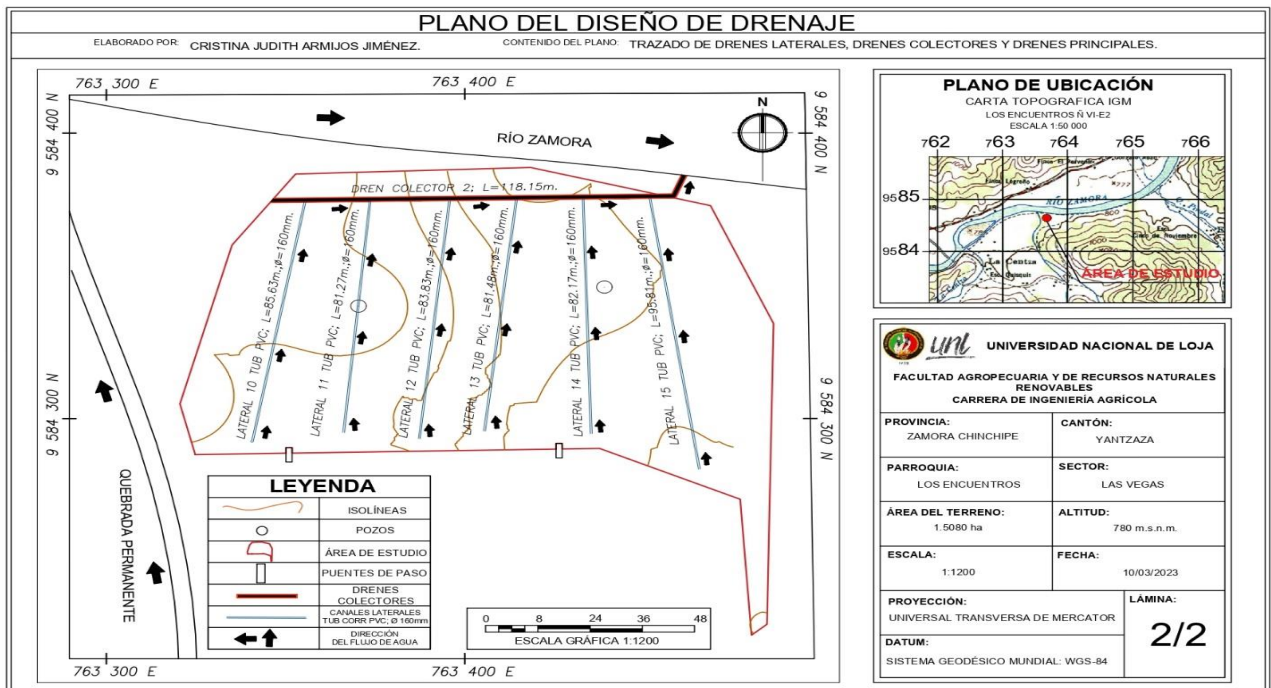 PLANO DEL DISEÑO DE DRENAJE
ELABORADO POR: CRISTINA JUDITH ARMIJOS JIMÉNEZ.
CONTENIDO DEL PLANO: TRAZADO DE DRENES LATERALES, DRENES COLECTORES Y DRENES PRINCIPALES.
763 300 E
763 400 E
9 584 400 N
9 584 400 N
N
RÍO ZAMORA
DREN COLECTOR 2; L=118.15m.
LATERAL 10 TUB PVC; L=85.63m.;Ø=160mm.
LATERAL 11 TUB PVC; L=81.27m.;Ø=160mm.
LATERAL 12 TUB PVC; L=83.83m.;Ø=160mm.
LATERAL 13 TUB PVC; L=81.48m.;Ø=160mm.
LATERAL 14 TUB PVC; L=82.17m.;Ø=160mm.
LATERAL 15 TUB PVC; L=95.81m.;Ø=160mm.
9 584 300 N
9 584 300 N
QUEBRADA PERMANENTE
LEYENDA
ISOLÍNEAS
POZOS
ÁREA DE ESTUDIO
PUENTES DE PASO
DRENES
COLECTORES
CANALES LATERALES
TUB CORR PVC; Ø 160mm
DIRECCIÓN
DEL FLUJO DE AGUA
0 8 24 36 48
ESCALA GRÁFICA 1:1200
763 300 E
763 400 E
PLANO DE UBICACIÓN
CARTA TOPOGRAFICA IGM
LOS ENCUENTROS Ñ VI-E2
ESCALA 1:50 000
762 763 764 765 766
9585
9584
RÍO ZAMORA
La Centza
ÁREA DE ESTUDIO
unl
UNIVERSIDAD NACIONAL DE LOJA
FACULTAD AGROPECUARIA Y DE RECURSOS NATURALES
RENOVABLES
CARRERA DE INGENIERÍA AGRÍCOLA
PROVINCIA:
ZAMORA CHINCHIPE
CANTÓN:
YANTZAZA
PARROQUIA:
LOS ENCUENTROS
SECTOR:
LAS VEGAS
ÁREA DEL TERRENO:
1.5080 ha
ALTITUD:
780 m.s.n.m.
ESCALA:
1:1200
FECHA:
10/03/2023
PROYECCIÓN:
UNIVERSAL TRANSVERSA DE MERCATOR
DATUM:
SISTEMA GEODÉSICO MUNDIAL: WGS-84
LÁMINA:
2/2